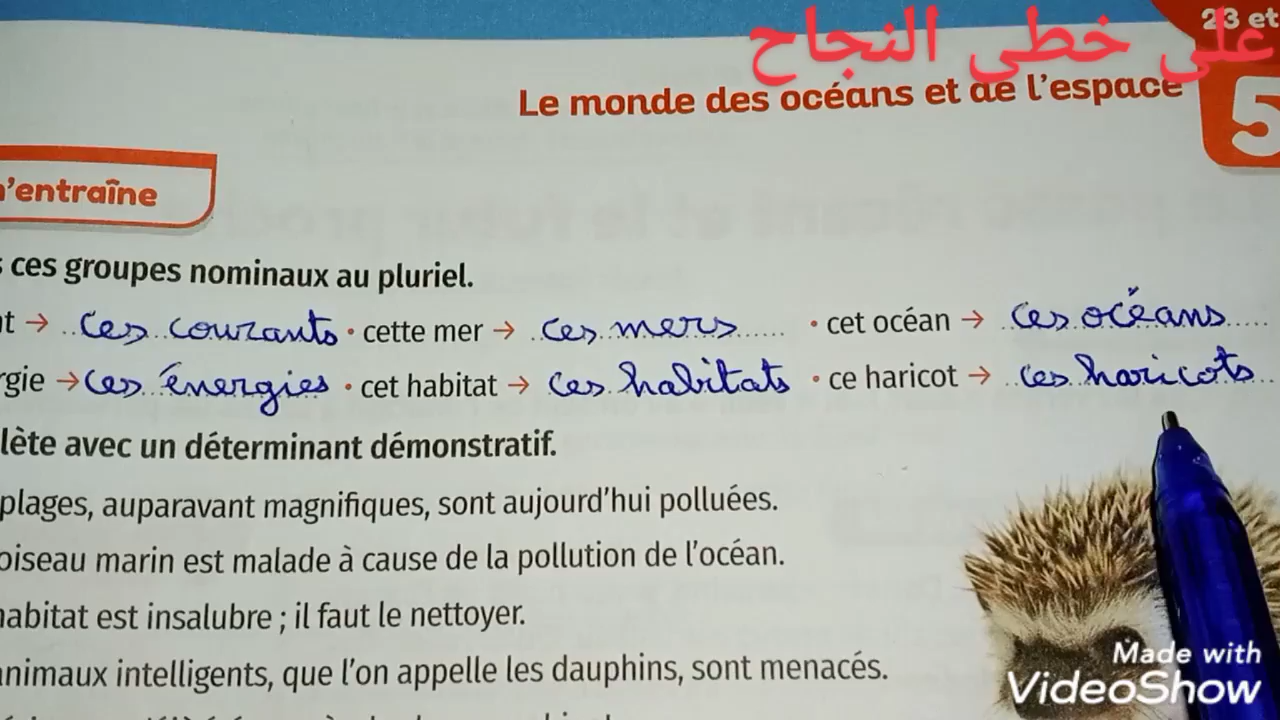 23 et
على خطى النجاح
Le monde des océans et de l'espace
5
n'entraîne
s ces groupes nominaux au pluriel.
nt → ces courants • cette mer → ces mers • cet océan → ces océans
rgie → ces énergies • cet habitat → ces habitats • ce haricot → ces haricots
lète avec un déterminant démonstratif.
plages, auparavant magnifiques, sont aujourd'hui polluées.
oiseau marin est malade à cause de la pollution de l'océan.
habitat est insalubre ; il faut le nettoyer.
animaux intelligents, que l'on appelle les dauphins, sont menacés.
Made with
VideoShow